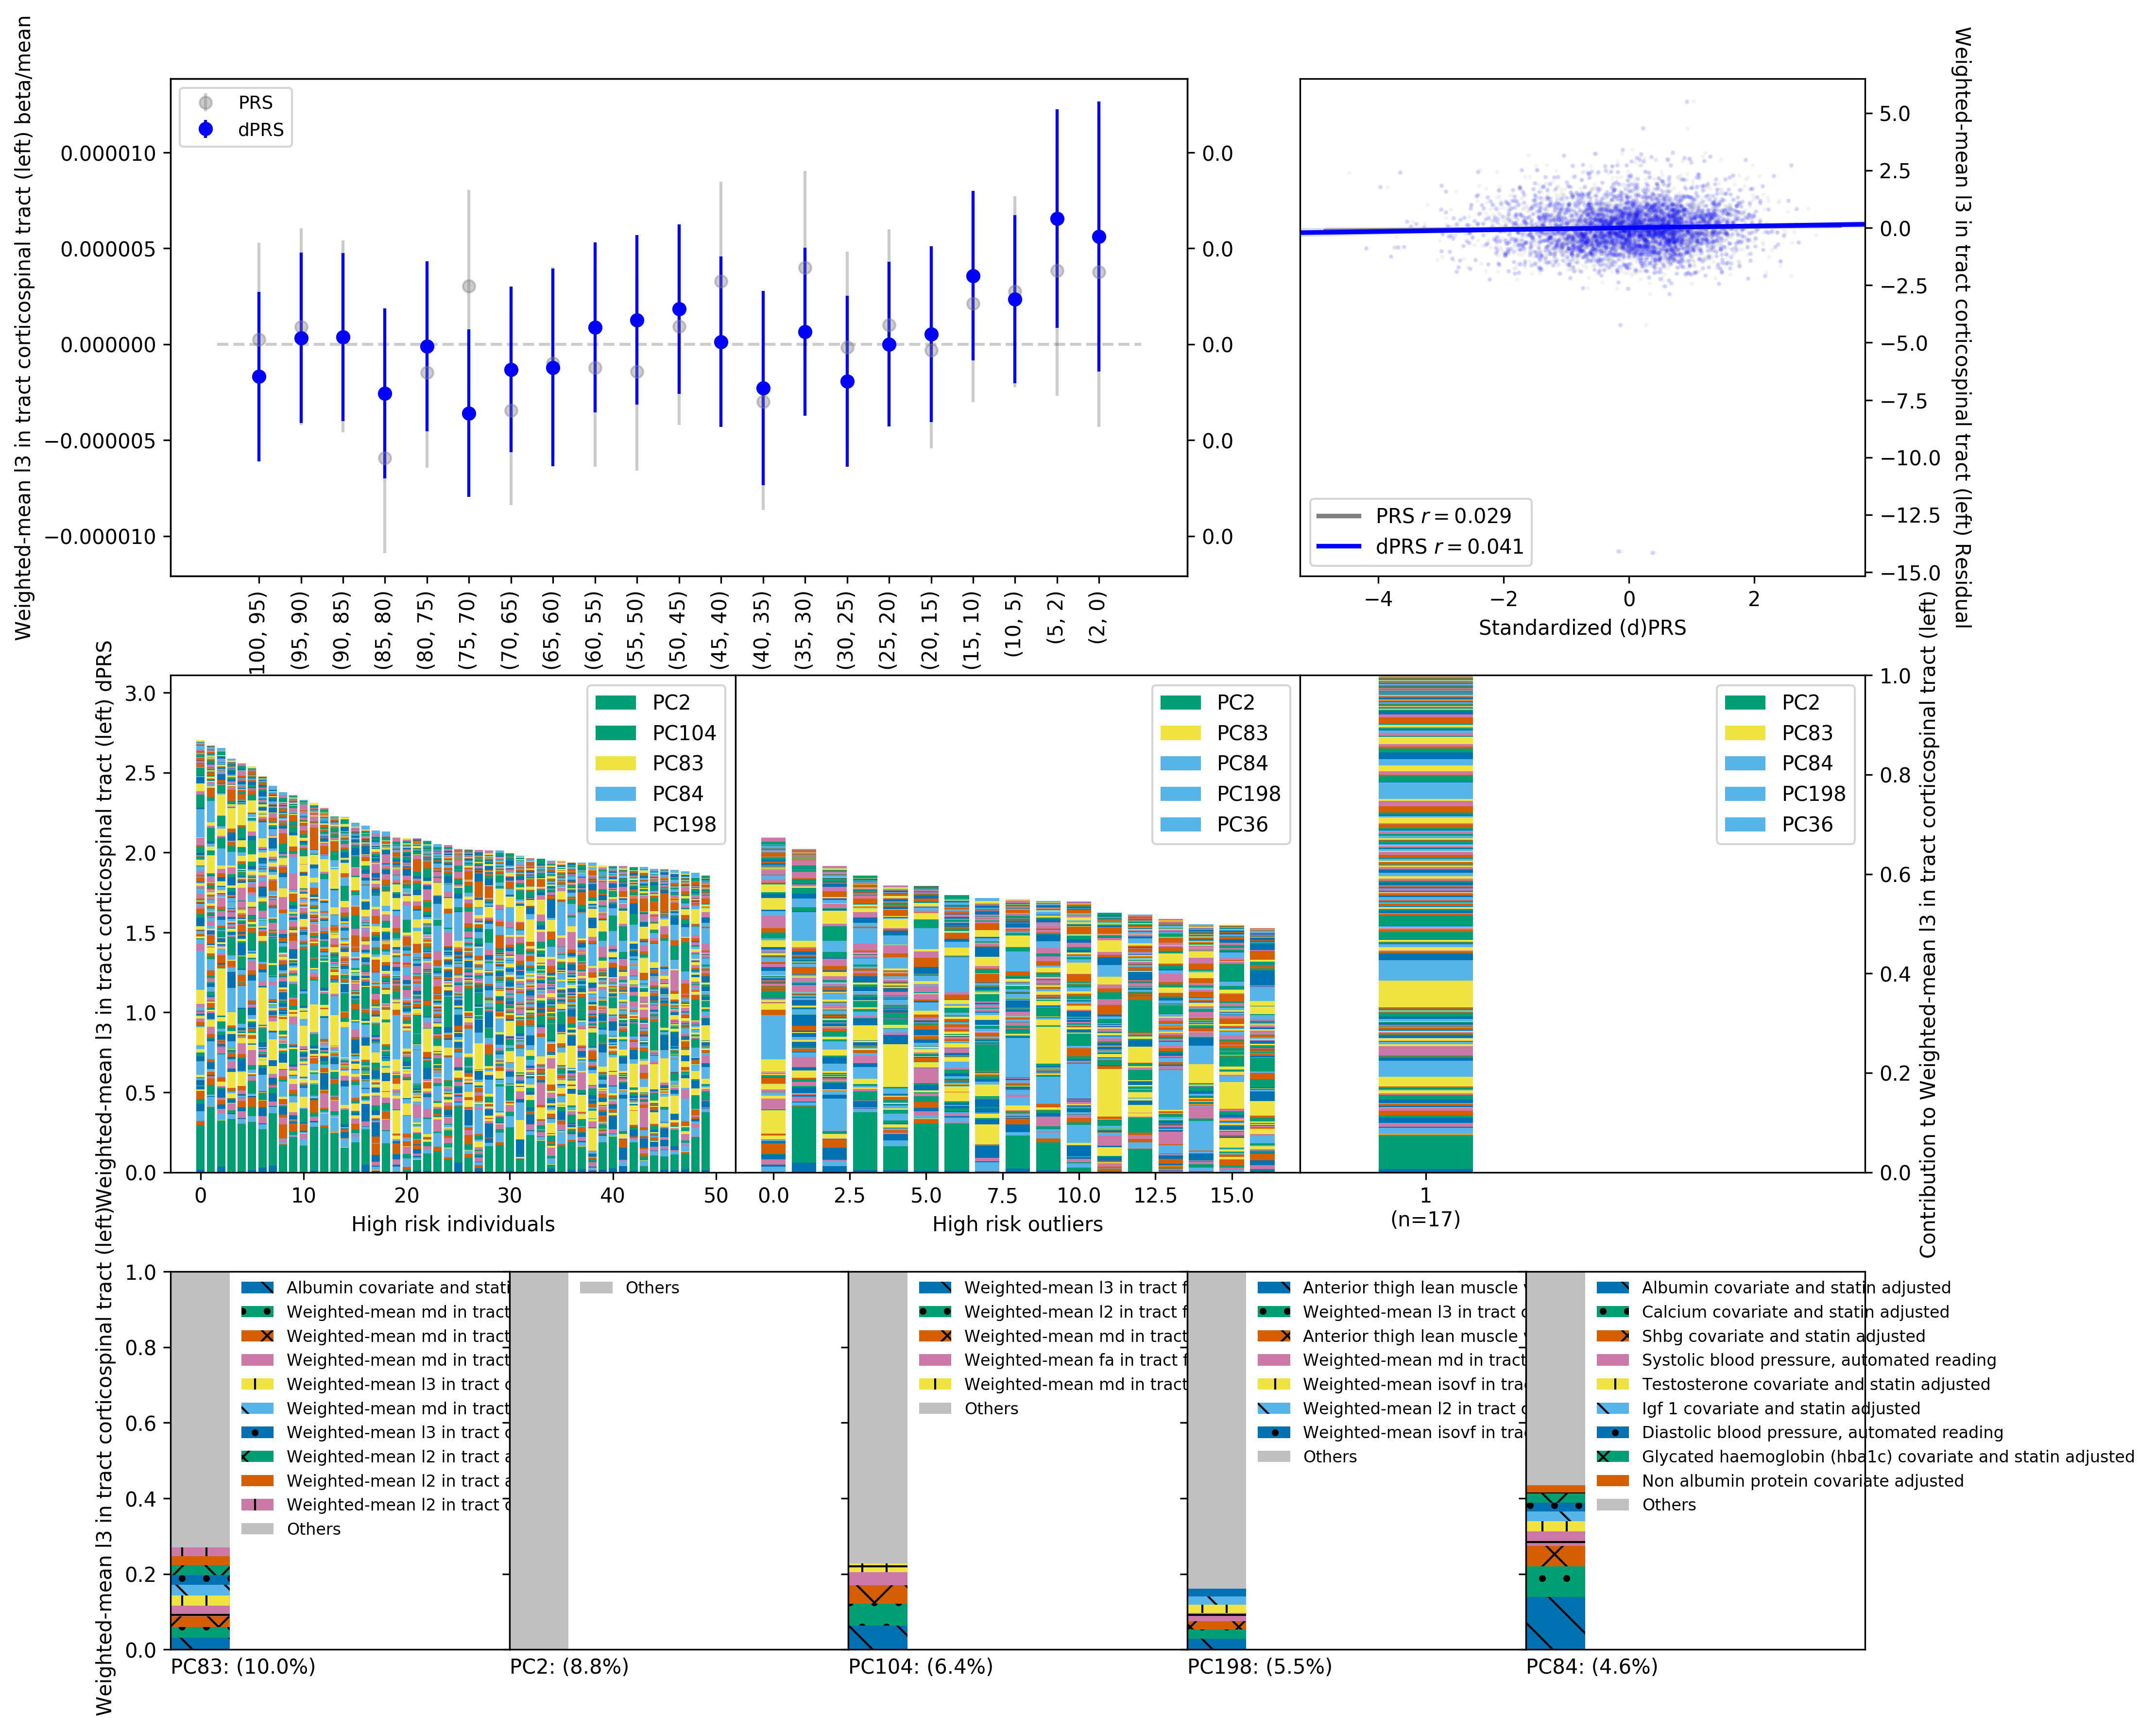 Weighted-mean l3 in tract corticospinal tract (left) beta/mean
PRS
dPRS
0.000010
0.000005
0.000000
−0.000005
−0.000010
0.0
0.0
0.0
0.0
0.0
100, 95)
(95, 90)
(90, 85)
(85, 80)
(80, 75)
(75, 70)
(70, 65)
(65, 60)
(60, 55)
(55, 50)
(50, 45)
(45, 40)
(40, 35)
(35, 30)
(30, 25)
(25, 20)
(20, 15)
(15, 10)
(10, 5)
(5, 2)
(2, 0)
PRS r = 0.029
dPRS r = 0.041
5.0
2.5
0.0
−2.5
−5.0
−7.5
−10.0
−12.5
−15.0
−4
−2
0
2
Standardized (d)PRS
Weighted-mean l3 in tract corticospinal tract (left) Residual
Weighted-mean l3 in tract corticospinal tract (left) dPRS
3.0
2.5
2.0
1.5
1.0
0.5
0.0
PC2
PC104
PC83
PC84
PC198
0
10
20
30
40
50
High risk individuals
PC2
PC83
PC84
PC198
PC36
0.0
2.5
5.0
7.5
10.0
12.5
15.0
High risk outliers
PC2
PC83
PC84
PC198
PC36
1
(n=17)
1.0
0.8
0.6
0.4
0.2
0.0
Contribution to Weighted-mean l3 in tract corticospinal tract (left)
Weighted-mean l3 in tract corticospinal tract (left)
1.0
0.8
0.6
0.4
0.2
0.0
Albumin covariate and stati
Weighted-mean md in tract
Weighted-mean md in tract
Weighted-mean md in tract
Weighted-mean l3 in tract c
Weighted-mean md in tract
Weighted-mean l3 in tract c
Weighted-mean l2 in tract a
Weighted-mean l2 in tract a
Weighted-mean l2 in tract c
Others
PC83: (10.0%)
Others
PC2: (8.8%)
Weighted-mean l3 in tract f
Weighted-mean l2 in tract f
Weighted-mean md in tract
Weighted-mean fa in tract f
Weighted-mean md in tract
Others
PC104: (6.4%)
Anterior thigh lean muscle v
Weighted-mean l3 in tract c
Anterior thigh lean muscle v
Weighted-mean md in tract
Weighted-mean isovf in tra
Weighted-mean l2 in tract c
Weighted-mean isovf in tra
Others
PC198: (5.5%)
Albumin covariate and statin adjusted
Calcium covariate and statin adjusted
Shbg covariate and statin adjusted
Systolic blood pressure, automated reading
Testosterone covariate and statin adjusted
Igf 1 covariate and statin adjusted
Diastolic blood pressure, automated reading
Glycated haemoglobin (hba1c) covariate and statin adjusted
Non albumin protein covariate adjusted
Others
PC84: (4.6%)